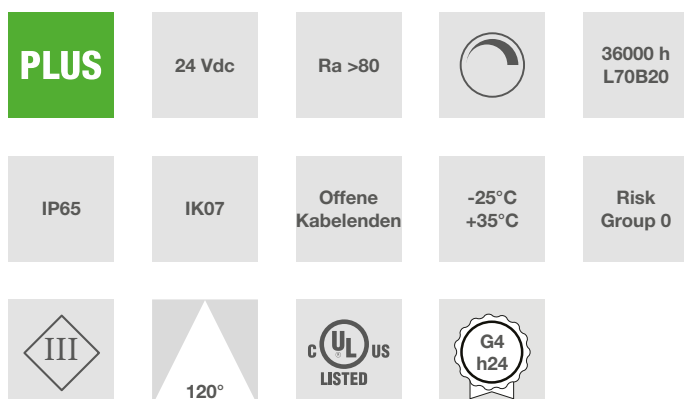 PLUS
24 Vdc
Ra >80
36000 h
L70B20
IP65
IK07
Offene
Kabelenden
-25°C
+35°C
Risk
Group 0
III
120°
C UL ® US
LISTED
G4
h24